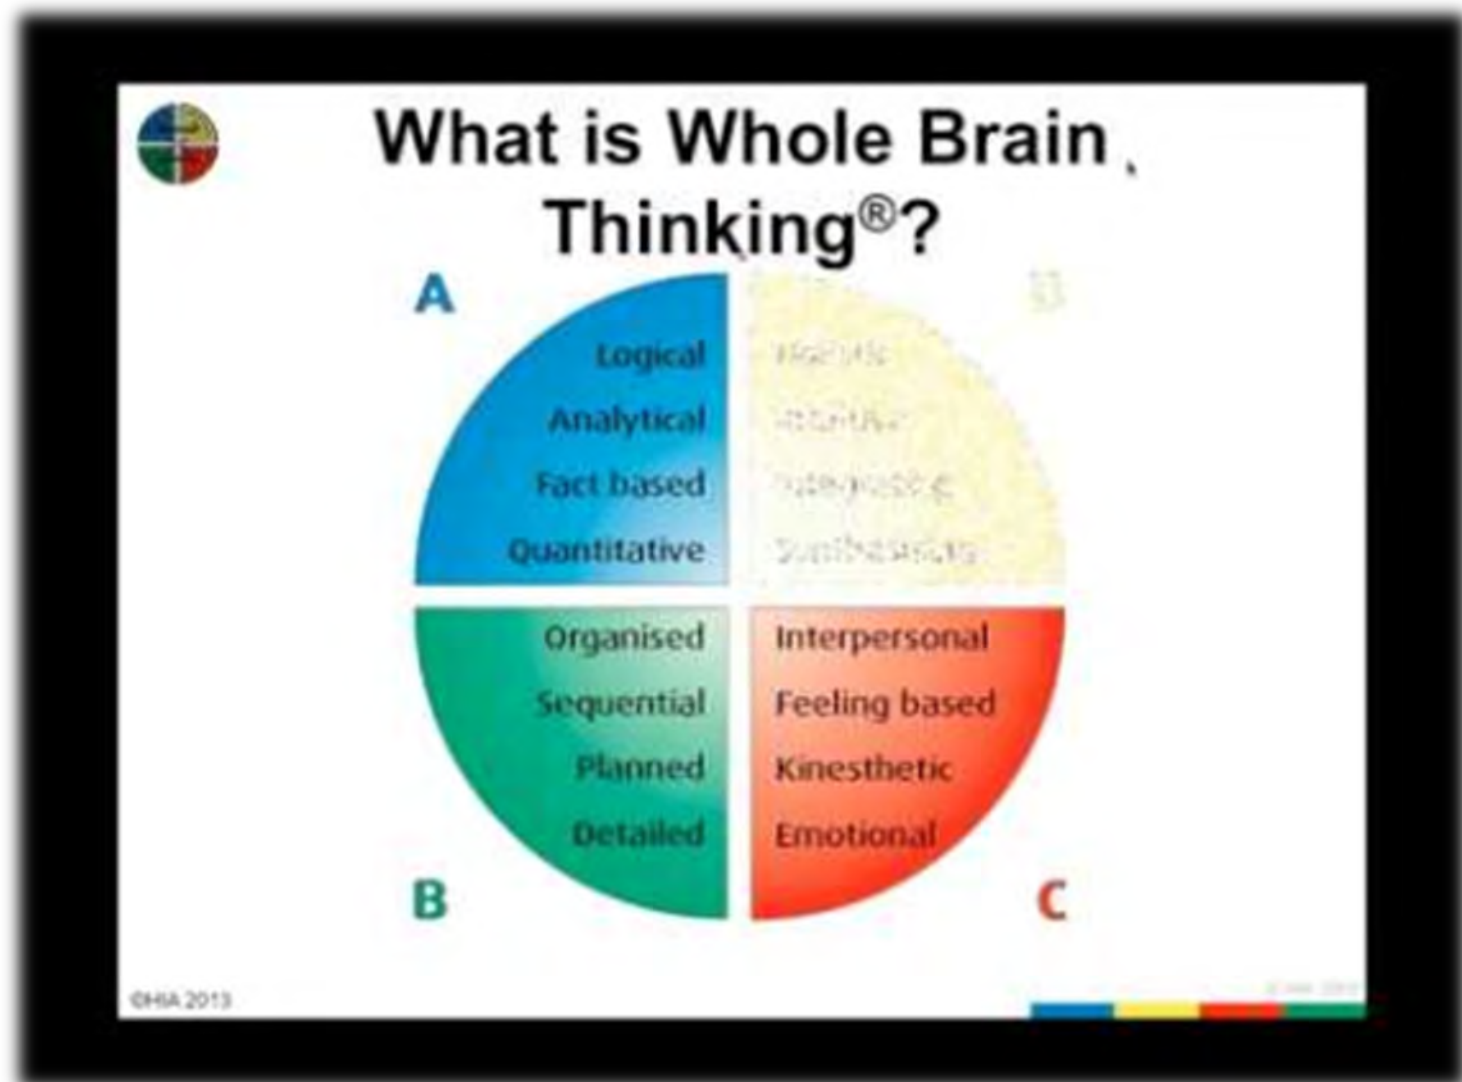 What is Whole Brain
Thinking®?
A
Logical
Analytical
Fact based
Quantitative
Organised
Sequential
Planned
Detailed
B
Interpersonal
Feeling based
Kinesthetic
Emotional
C
©HIA 2013